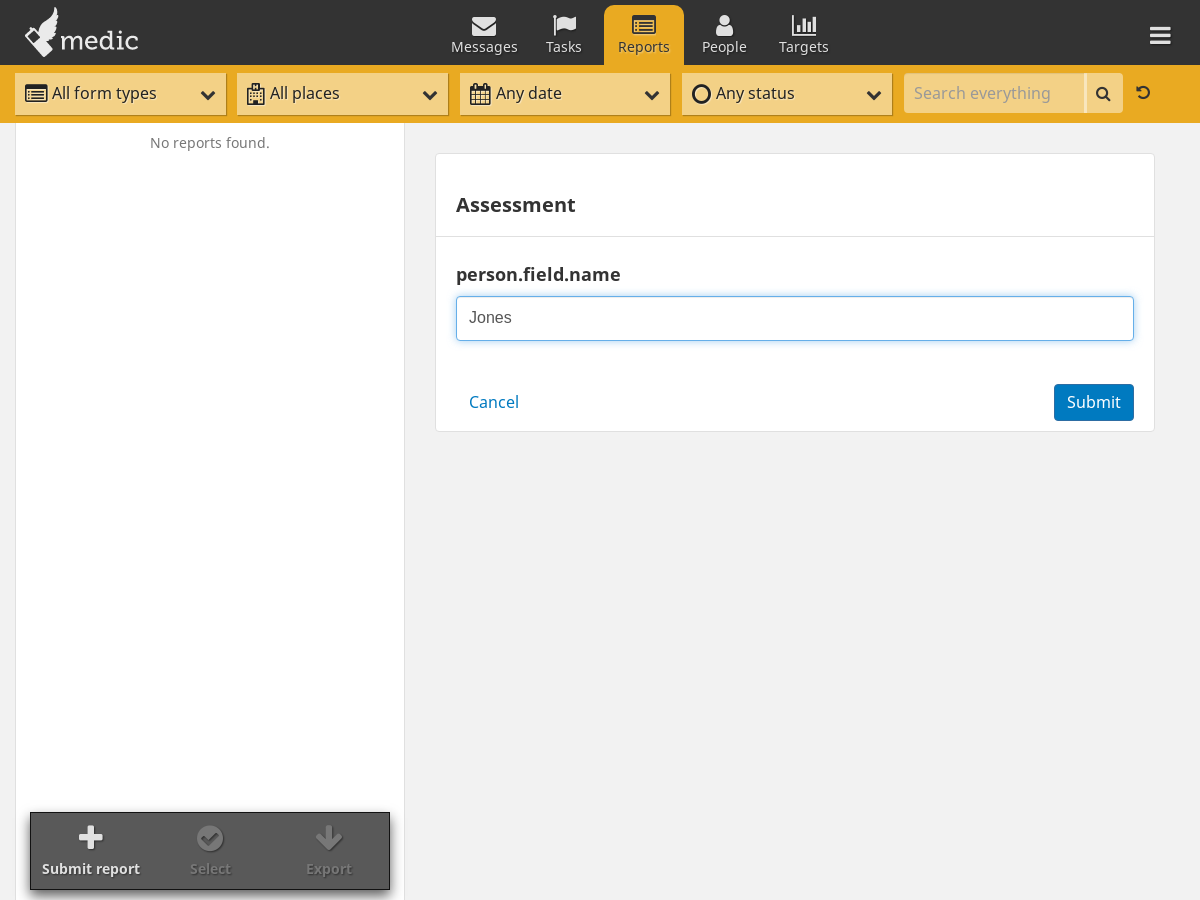 medic
Messages
Tasks
Reports
People
Targets
All form types
All places
Any date
Any status
Search everything
No reports found.
Assessment
person.field.name
Jones
Cancel
Submit
Submit report
Select
Export